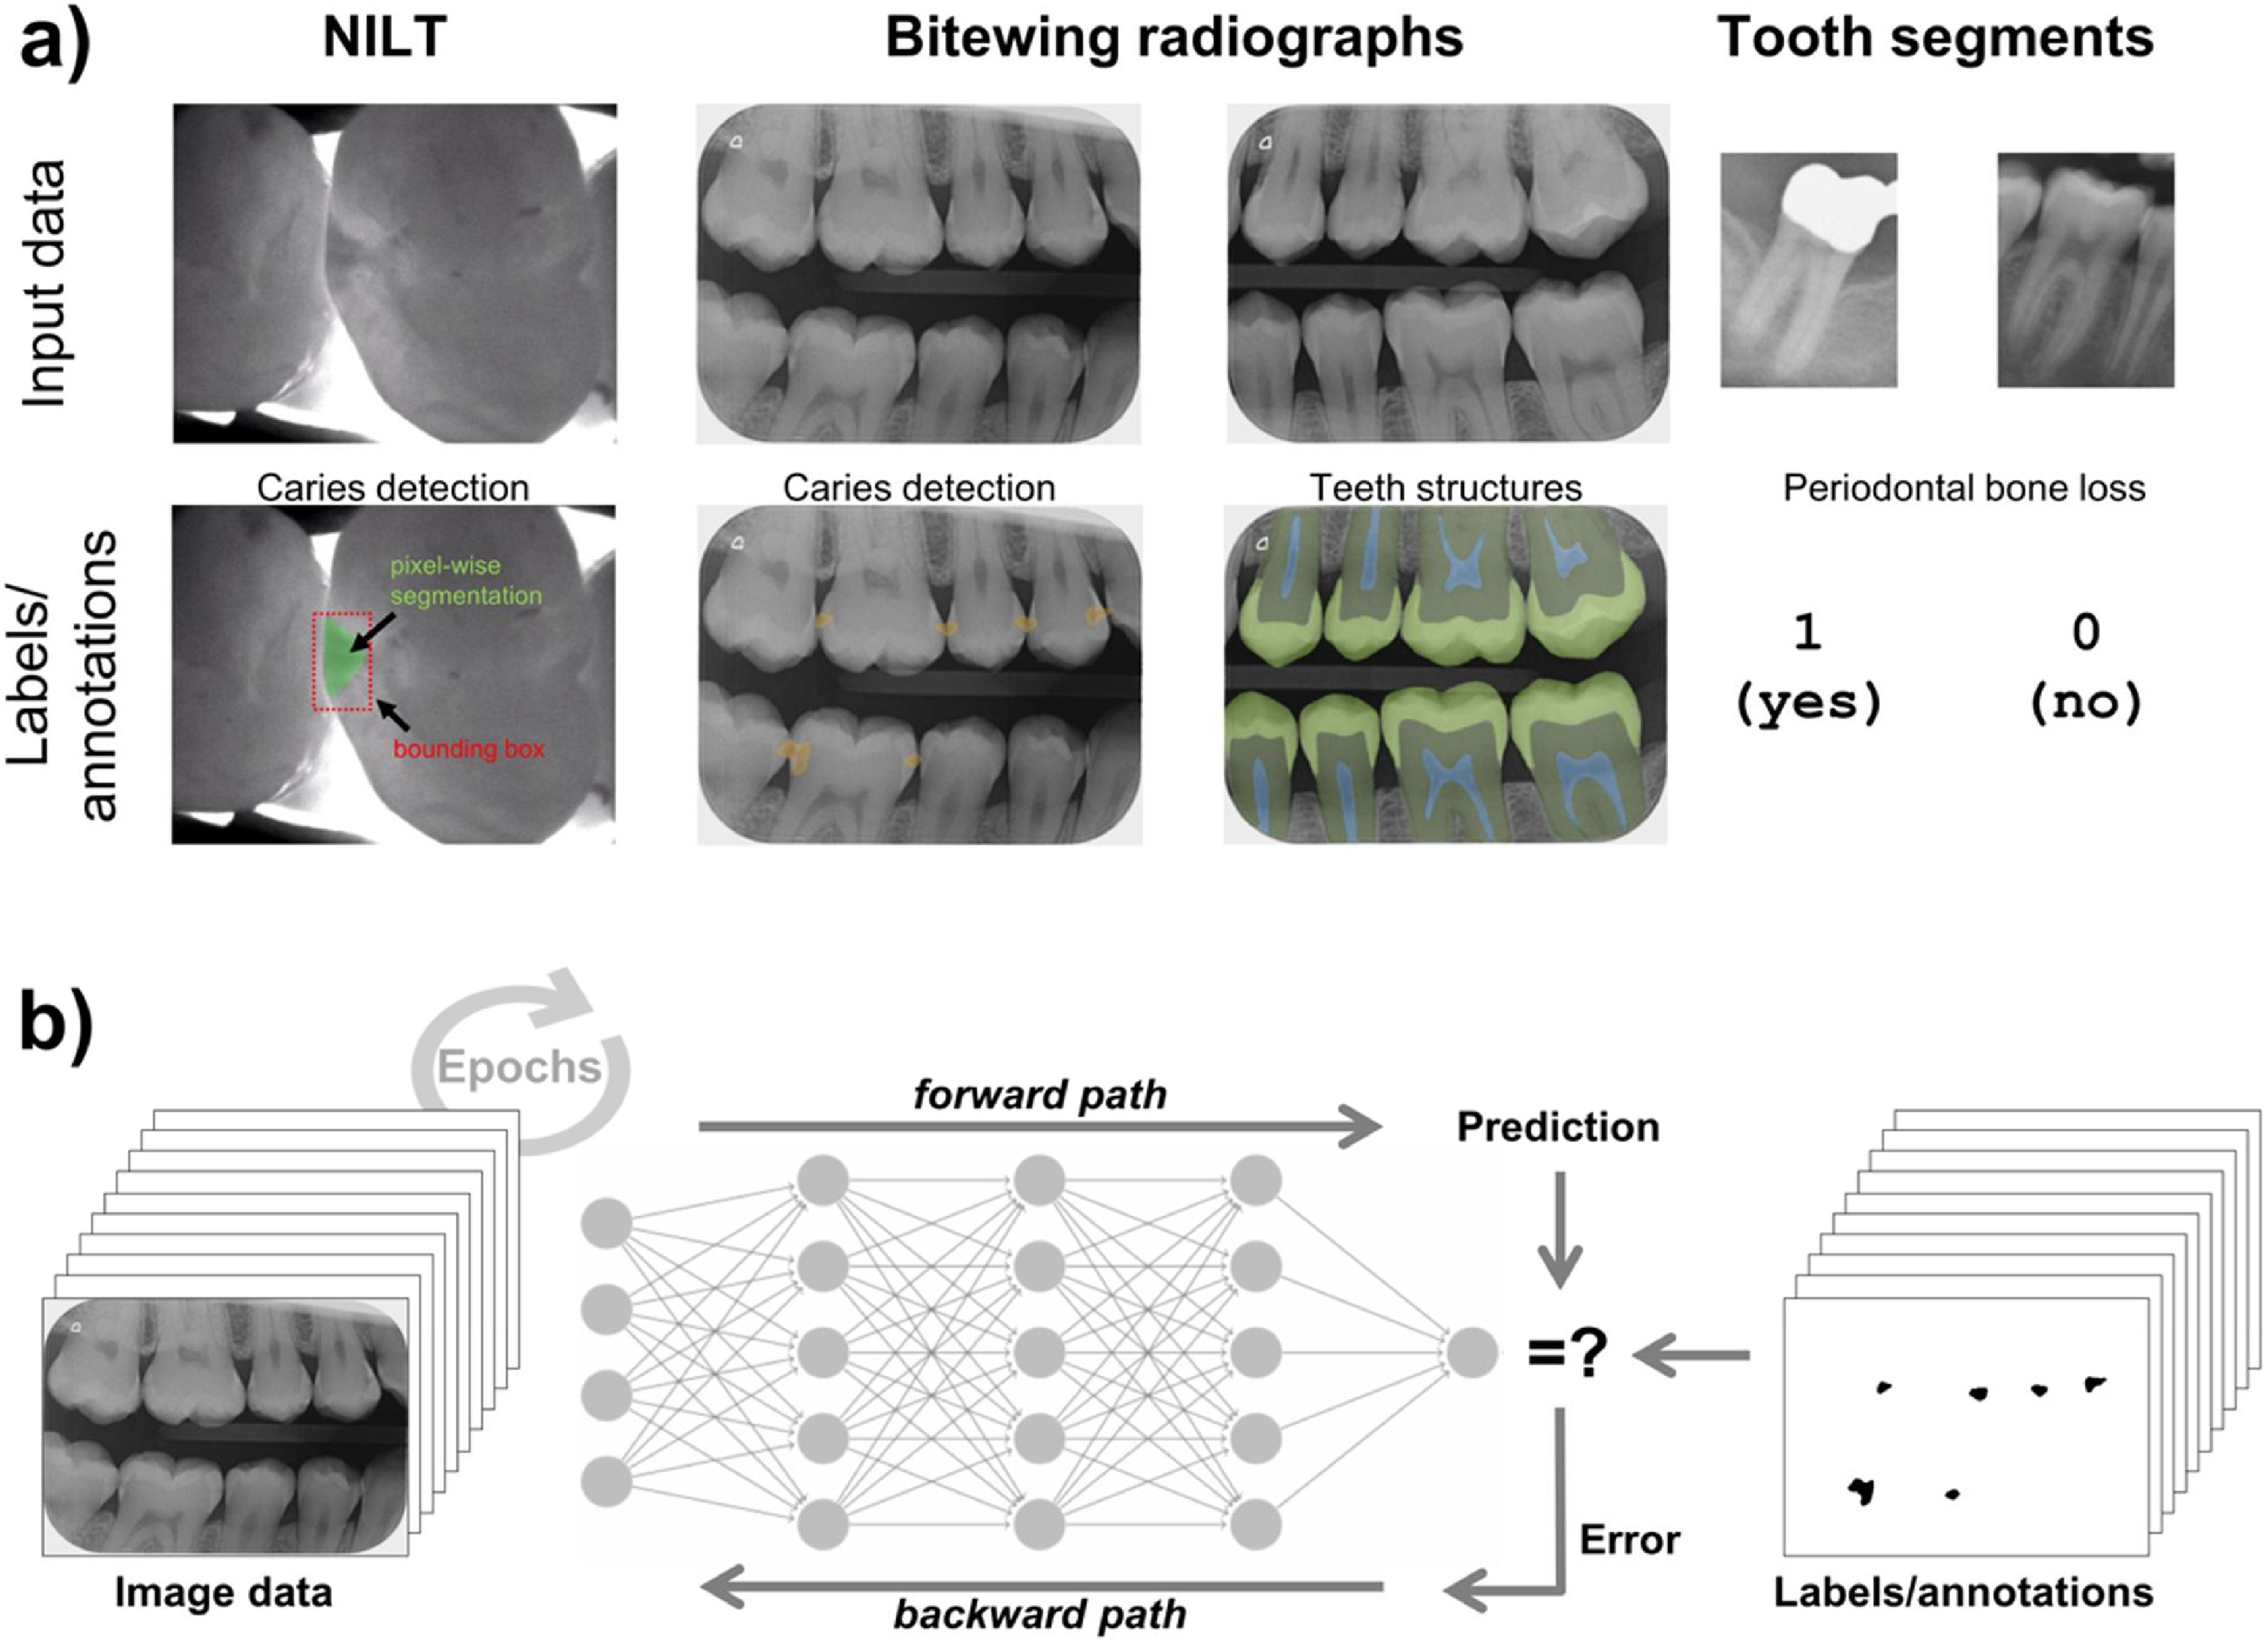 a)
NILT
Bitewing radiographs
Tooth segments
Input data
Caries detection
Caries detection
Teeth structures
Periodontal bone loss
Labels/
annotations
pixel-wise
segmentation
bounding box
1
(yes)
0
(no)
b)
Epochs
forward path
Prediction
=?
Error
backward path
Image data
Labels/annotations